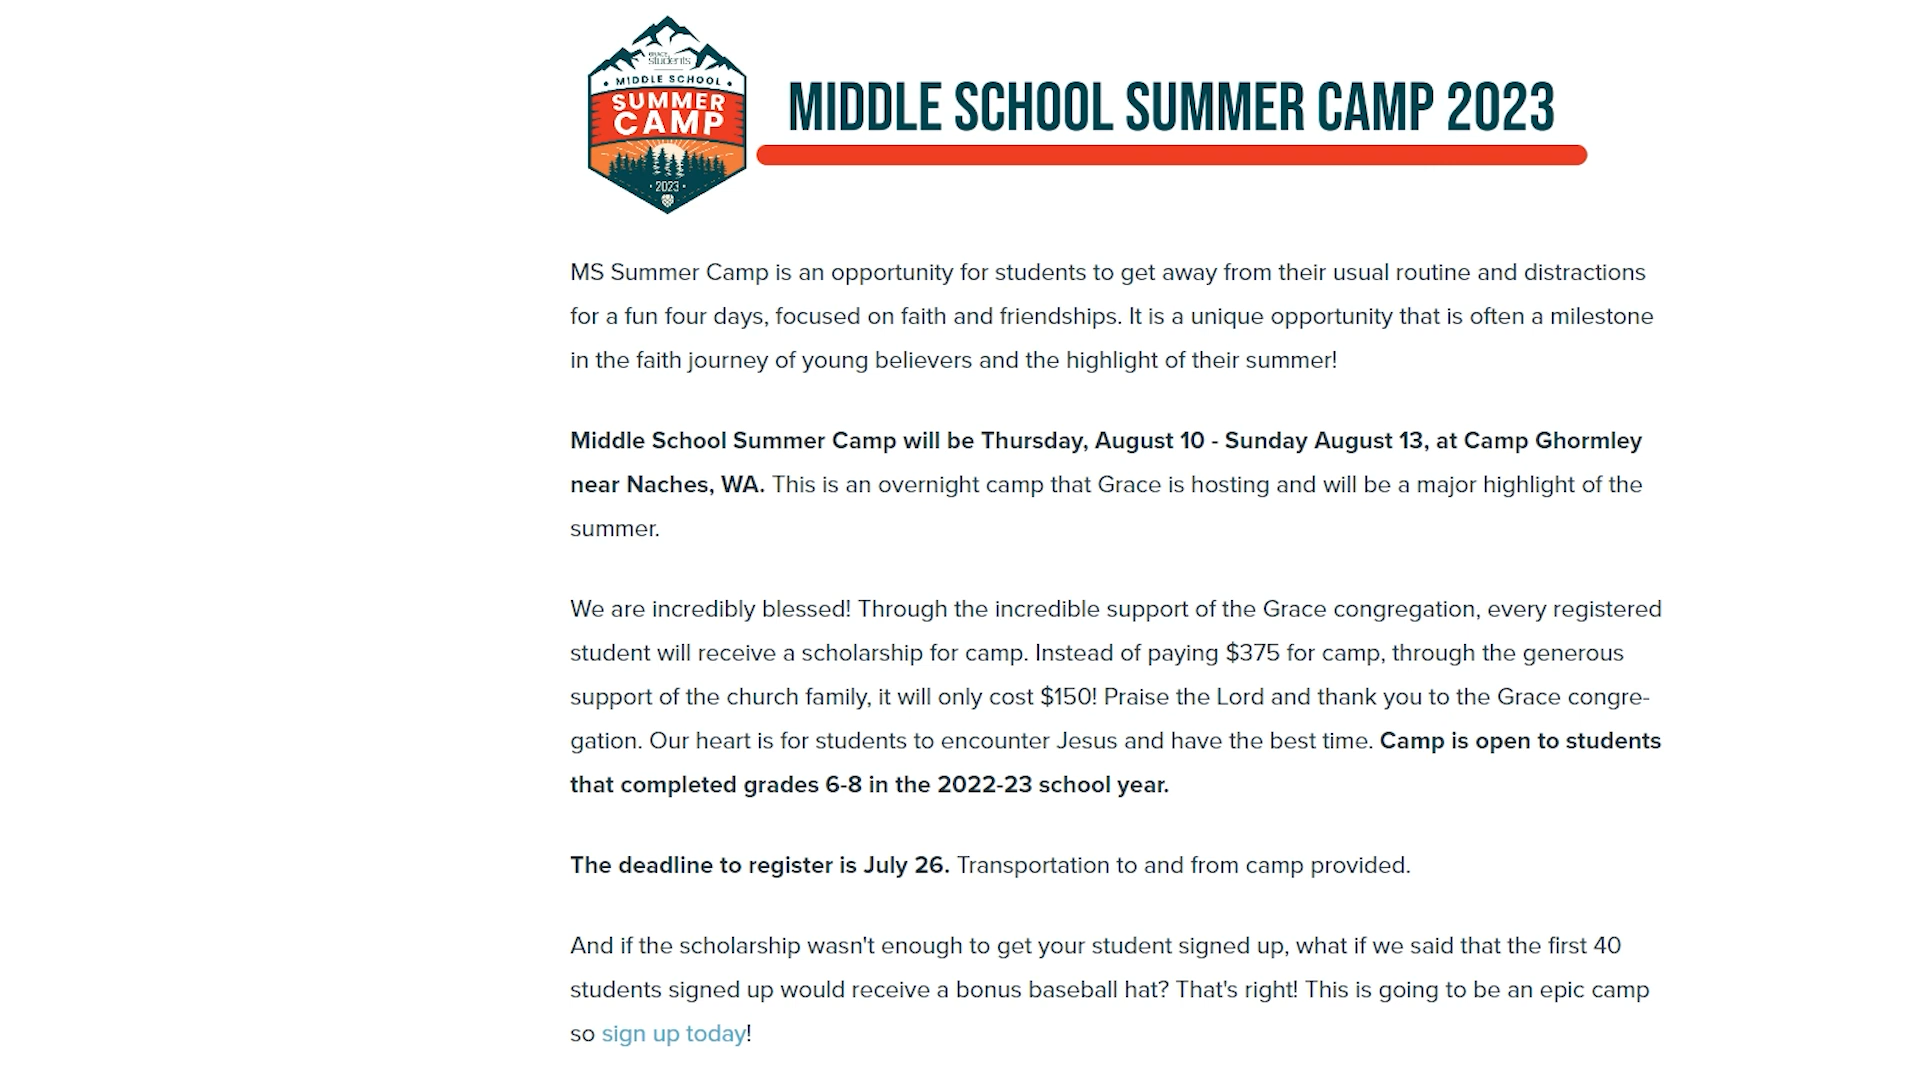 GRACE
students
• MIDDLE SCHOOL •
SUMMER
CAMP
• 2023 •
MIDDLE SCHOOL SUMMER CAMP 2023
MS Summer Camp is an opportunity for students to get away from their usual routine and distractions
for a fun four days, focused on faith and friendships. It is a unique opportunity that is often a milestone
in the faith journey of young believers and the highlight of their summer!
Middle School Summer Camp will be Thursday, August 10 - Sunday August 13, at Camp Ghormley
near Naches, WA. This is an overnight camp that Grace is hosting and will be a major highlight of the
summer.
We are incredibly blessed! Through the incredible support of the Grace congregation, every registered
student will receive a scholarship for camp. Instead of paying $375 for camp, through the generous
support of the church family, it will only cost $150! Praise the Lord and thank you to the Grace congre-
gation. Our heart is for students to encounter Jesus and have the best time. Camp is open to students
that completed grades 6-8 in the 2022-23 school year.
The deadline to register is July 26. Transportation to and from camp provided.
And if the scholarship wasn't enough to get your student signed up, what if we said that the first 40
students signed up would receive a bonus baseball hat? That's right! This is going to be an epic camp
so sign up today!